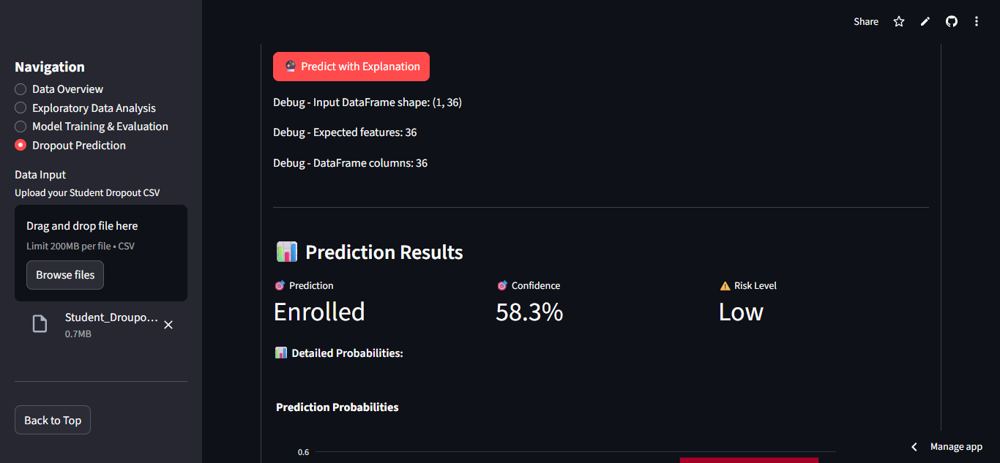 Share
Navigation
Data Overview
Exploratory Data Analysis
Model Training & Evaluation
Dropout Prediction
Data Input
Upload your Student Dropout CSV
Drag and drop file here
Limit 200MB per file • CSV
Browse files
Student_Droupo...
0.7MB
Back to Top
Predict with Explanation
Debug - Input DataFrame shape: (1, 36)
Debug - Expected features: 36
Debug - DataFrame columns: 36
Prediction Results
Prediction
Enrolled
Confidence
58.3%
Risk Level
Low
Detailed Probabilities:
Prediction Probabilities
0.6
Manage app